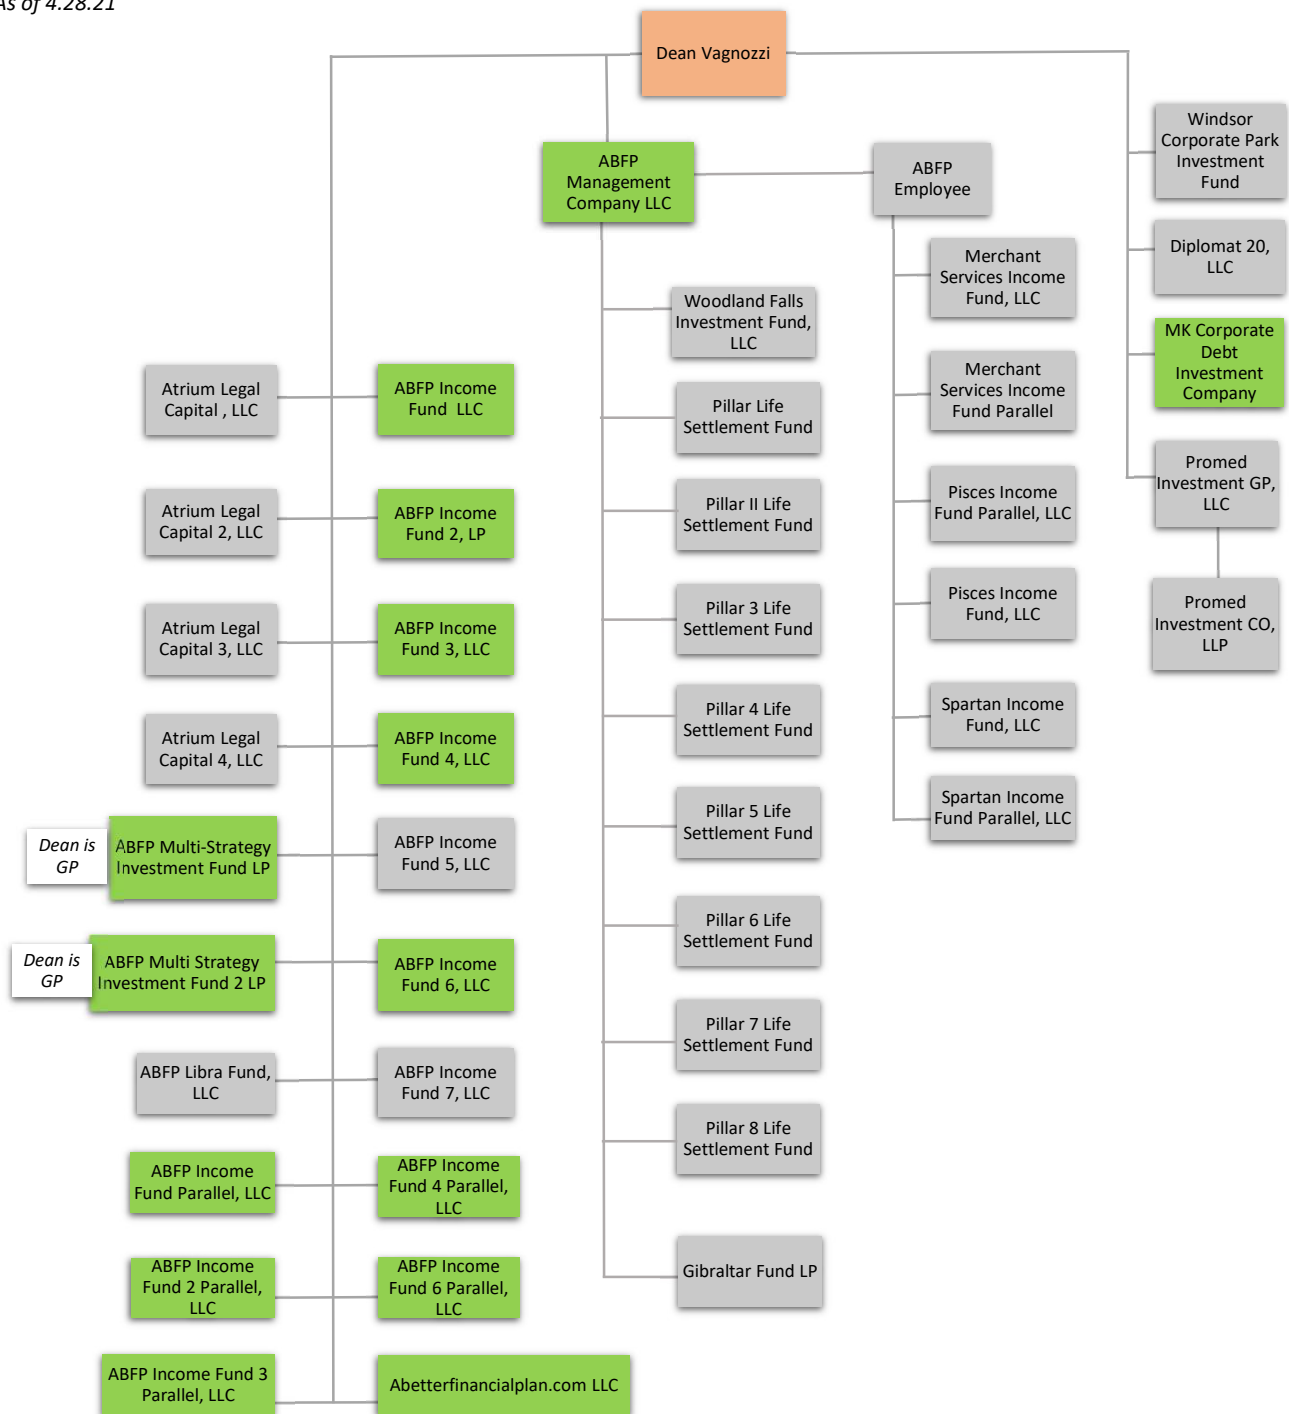 As of 4.28.21
Dean Vagnozzi
ABFP
Management
Company LLC
ABFP
Employee
Windsor
Corporate Park
Investment
Fund
Diplomat 20,
LLC
MK Corporate
Debt
Investment
Company
Promed
Investment GP,
LLC
Promed
Investment CO,
LLP
Merchant
Services Income
Fund, LLC
Merchant
Services Income
Fund Parallel
Pisces Income
Fund Parallel, LLC
Pisces Income
Fund, LLC
Spartan Income
Fund, LLC
Spartan Income
Fund Parallel, LLC
Woodland Falls
Investment Fund,
LLC
Pillar Life
Settlement Fund
Pillar II Life
Settlement Fund
Pillar 3 Life
Settlement Fund
Pillar 4 Life
Settlement Fund
Pillar 5 Life
Settlement Fund
Pillar 6 Life
Settlement Fund
Pillar 7 Life
Settlement Fund
Pillar 8 Life
Settlement Fund
Gibraltar Fund LP
Atrium Legal
Capital , LLC
ABFP Income
Fund LLC
Atrium Legal
Capital 2, LLC
ABFP Income
Fund 2, LP
Atrium Legal
Capital 3, LLC
ABFP Income
Fund 3, LLC
Atrium Legal
Capital 4, LLC
ABFP Income
Fund 4, LLC
Dean is
GP
ABFP Multi-Strategy
Investment Fund LP
ABFP Income
Fund 5, LLC
Dean is
GP
ABFP Multi Strategy
Investment Fund 2 LP
ABFP Income
Fund 6, LLC
ABFP Libra Fund,
LLC
ABFP Income
Fund 7, LLC
ABFP Income
Fund Parallel, LLC
ABFP Income
Fund 4 Parallel,
LLC
ABFP Income
Fund 2 Parallel,
LLC
ABFP Income
Fund 6 Parallel,
LLC
ABFP Income Fund 3
Parallel, LLC
Abetterfinancialplan.com LLC